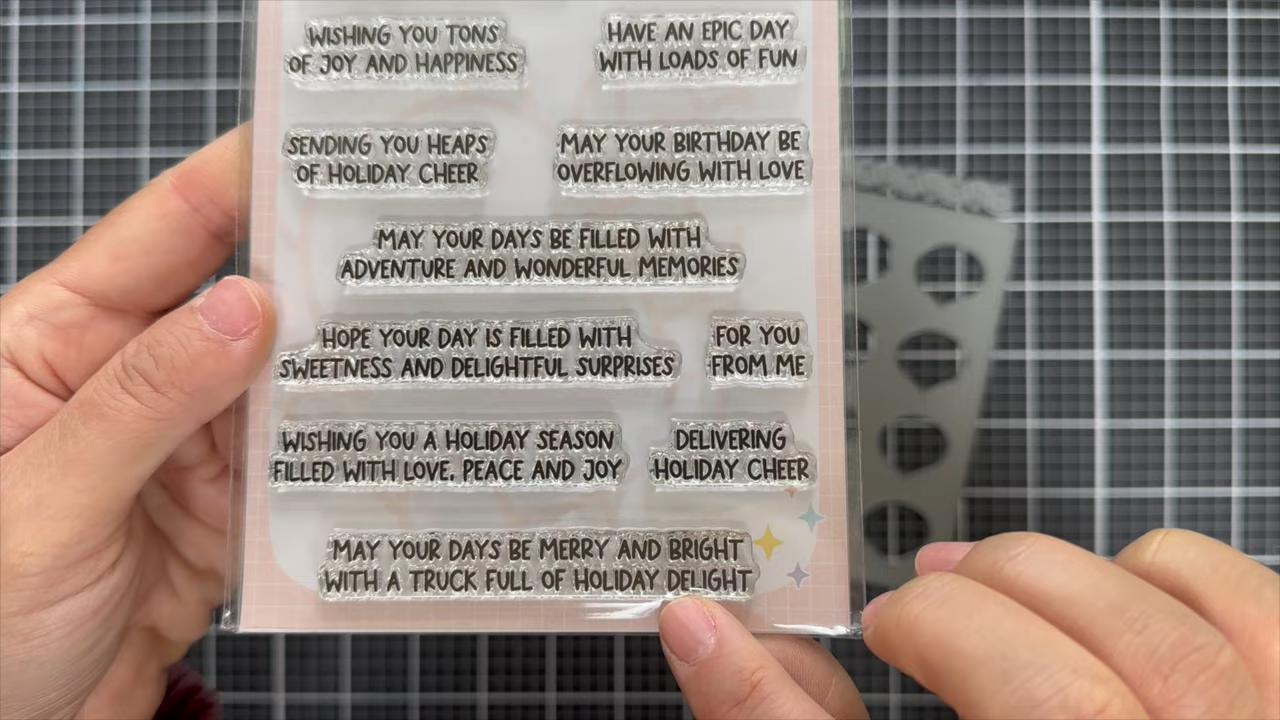 WISHING YOU TONS
OF JOY AND HAPPINESS
HAVE AN EPIC DAY
WITH LOADS OF FUN
SENDING YOU HEAPS
OF HOLIDAY CHEER
MAY YOUR BIRTHDAY BE
OVERFLOWING WITH LOVE
MAY YOUR DAYS BE FILLED WITH
ADVENTURE AND WONDERFUL MEMORIES
HOPE YOUR DAY IS FILLED WITH
SWEETNESS AND DELIGHTFUL SURPRISES
FOR YOU
FROM ME
WISHING YOU A HOLIDAY SEASON
FILLED WITH LOVE, PEACE AND JOY
DELIVERING
HOLIDAY CHEER
MAY YOUR DAYS BE MERRY AND BRIGHT
WITH A TRUCK FULL OF HOLIDAY DELIGHT